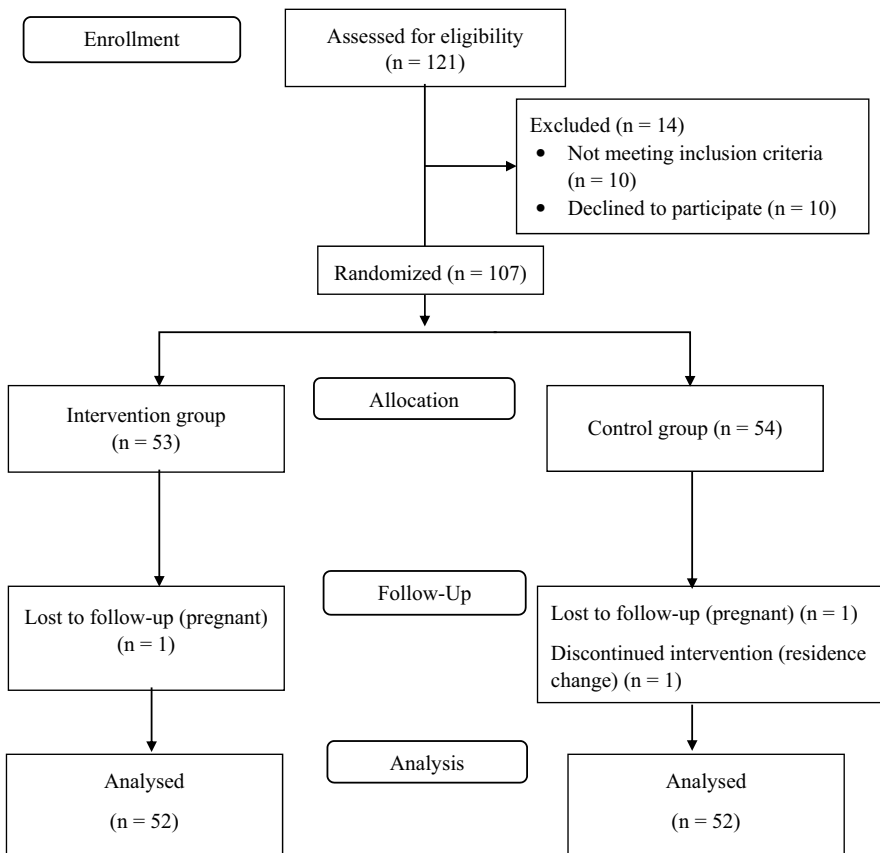 Enrollment
Assessed for eligibility
(n = 121)
Excluded (n = 14)
• Not meeting inclusion criteria
(n = 10)
• Declined to participate (n = 10)
Randomized (n = 107)
Intervention group
(n = 53)
Allocation
Control group (n = 54)
Follow-Up
Lost to follow-up (pregnant)
(n = 1)
Lost to follow-up (pregnant) (n = 1)
Discontinued intervention (residence
change) (n = 1)
Analysis
Analysed
(n = 52)
Analysed
(n = 52)